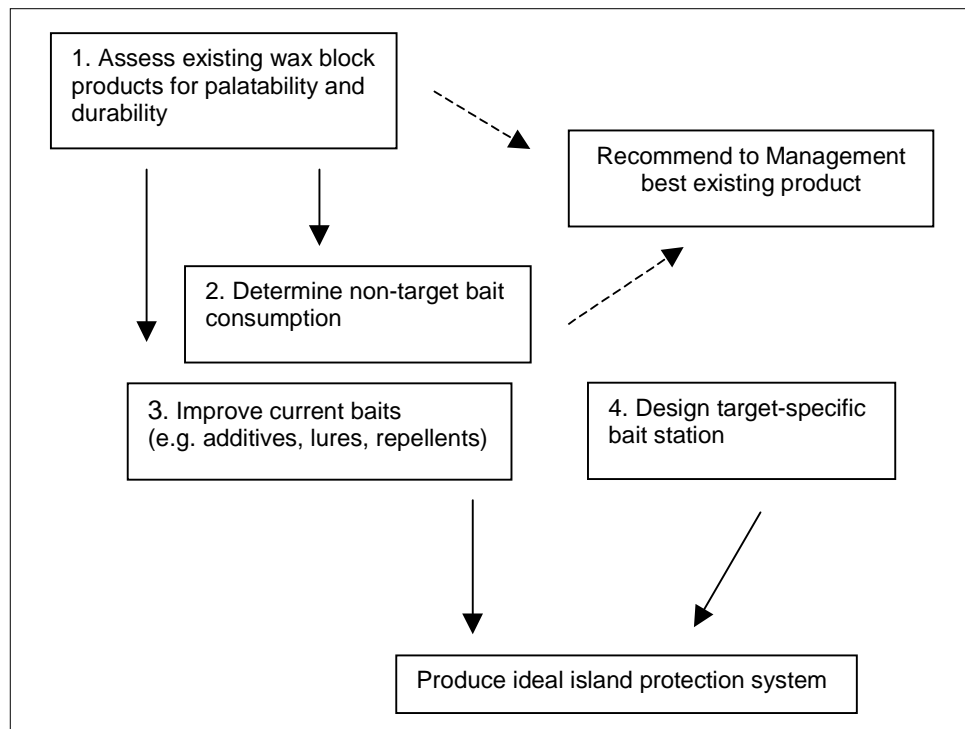 1. Assess existing wax block
products for palatability and
durability
Recommend to Management
best existing product
2. Determine non-target bait
consumption
3. Improve current baits
(e.g. additives, lures, repellents)
4. Design target-specific
bait station
Produce ideal island protection system